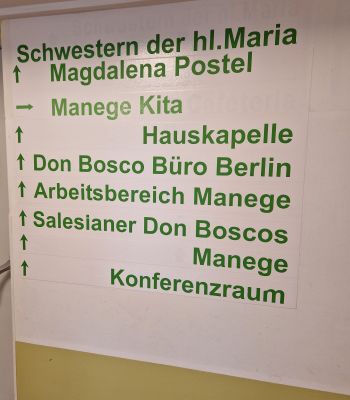 Schwestern der hl.Maria
↑ Magdalena Postel
→ Manege Kita
↑ Hauskapelle
↑ Don Bosco Büro Berlin
↑ Arbeitsbereich Manege
↑ Salesianer Don Boscos
↑ Manege
↑ Konferenzraum